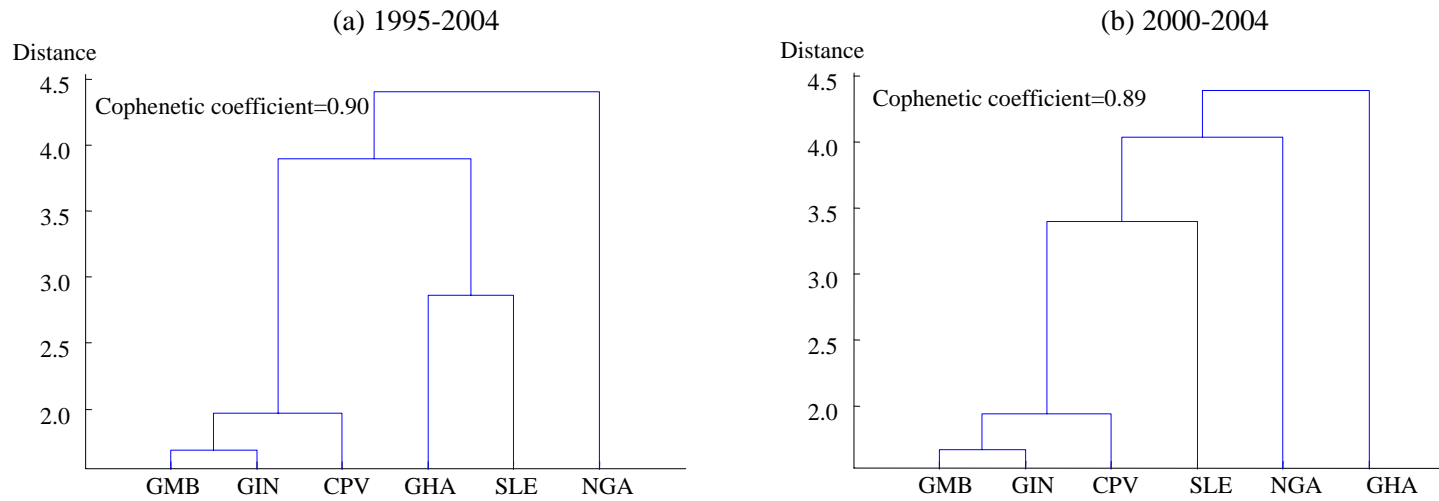 (a) 1995-2004
Distance
4.5
Cophenetic coefficient=0.90
4.0
3.5
3.0
2.5
2.0
GMB GIN CPV GHA SLE NGA
(b) 2000-2004
Distance
4.5
Cophenetic coefficient=0.89
4.0
3.5
3.0
2.5
2.0
GMB GIN CPV SLE NGA GHA